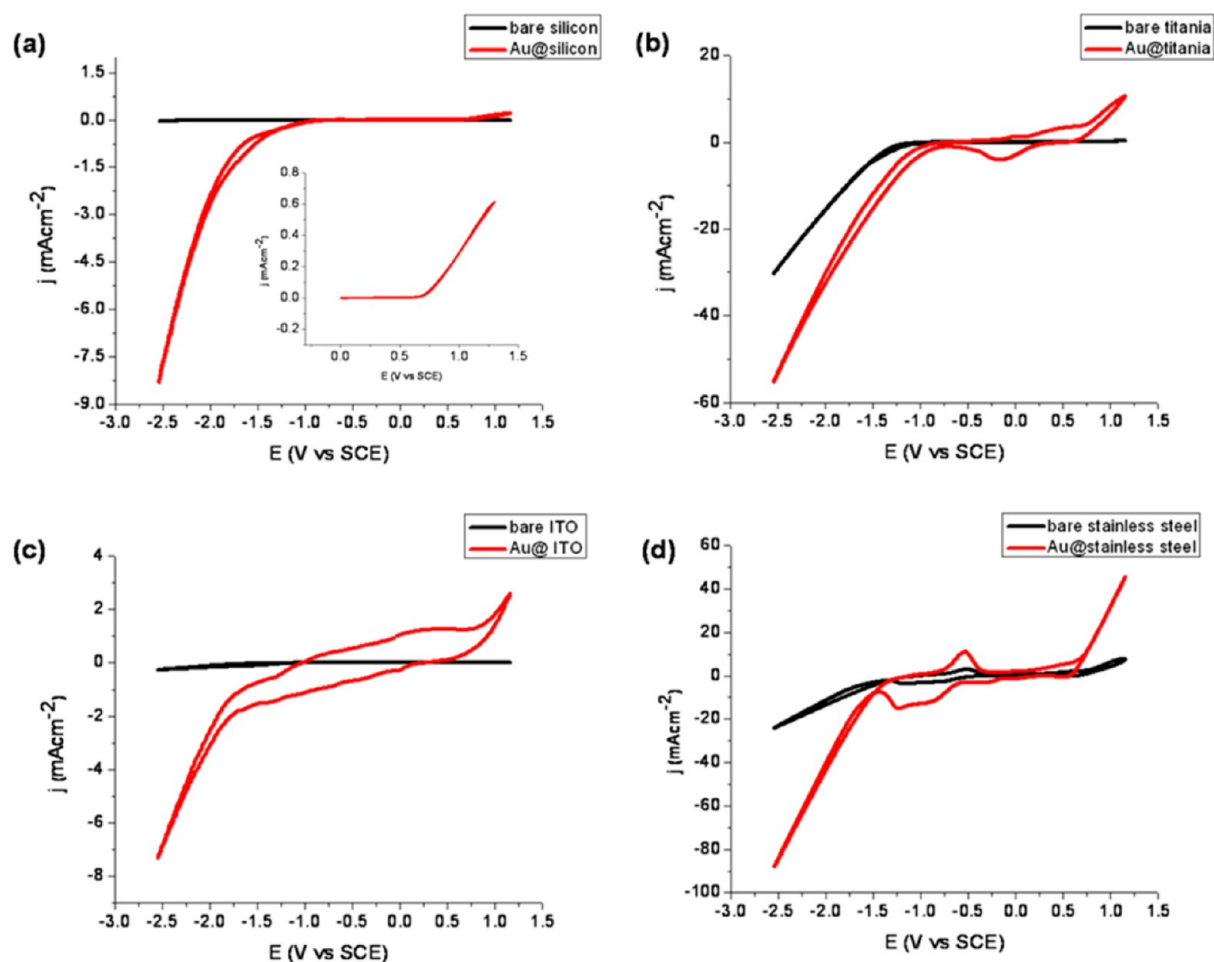 (a)
bare silicon
Au@silicon
1.5
0.0
-1.5
-3.0
-4.5
-6.0
-7.5
-9.0
j (mAcm⁻²)
-3.0 -2.5 -2.0 -1.5 -1.0 -0.5 0.0 0.5 1.0 1.5
E (V vs SCE)
0.8
0.6
0.4
0.2
0.0
-0.2
j (mAcm⁻²)
0.0 0.5 1.0 1.5
E (V vs SCE)
(b)
bare titania
Au@titania
20
0
-20
-40
-60
j (mAcm⁻²)
-3.0 -2.5 -2.0 -1.5 -1.0 -0.5 0.0 0.5 1.0 1.5
E (V vs SCE)
(c)
bare ITO
Au@ ITO
4
2
0
-2
-4
-6
-8
j (mAcm⁻²)
-3.0 -2.5 -2.0 -1.5 -1.0 -0.5 0.0 0.5 1.0 1.5
E (V vs SCE)
(d)
bare stainless steel
Au@stainless steel
60
40
20
0
-20
-40
-60
-80
-100
j (mAcm⁻²)
-3.0 -2.5 -2.0 -1.5 -1.0 -0.5 0.0 0.5 1.0 1.5
E (V vs SCE)